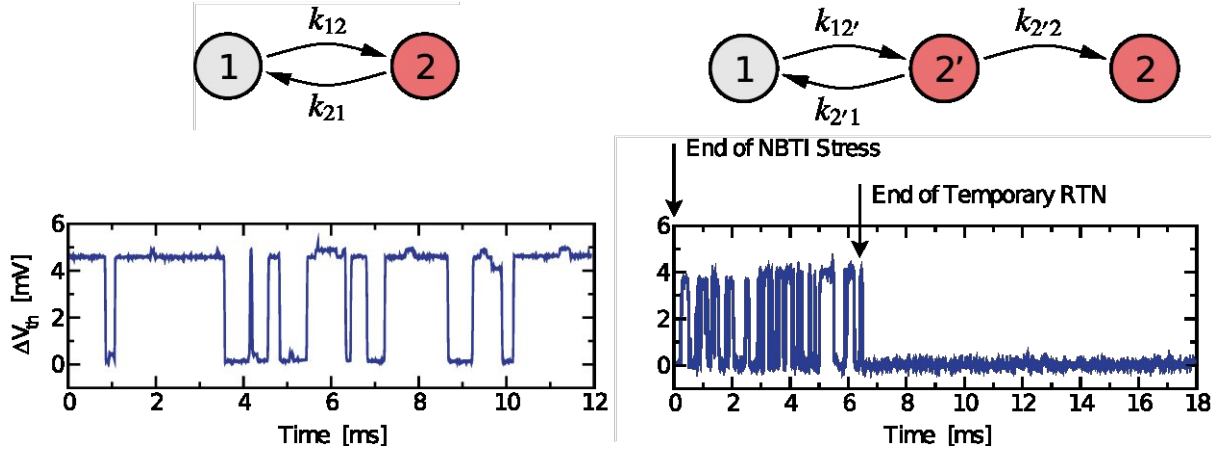 k12
1
2
k21
k12'
k2'2
1
2'
2
k2'1
End of NBTI Stress
End of Temporary RTN
6
4
2
0
ΔVth [mV]
0 2 4 6 8 10 12
Time [ms]
6
4
2
0
0 2 4 6 8 10 12 14 16 18
Time [ms]